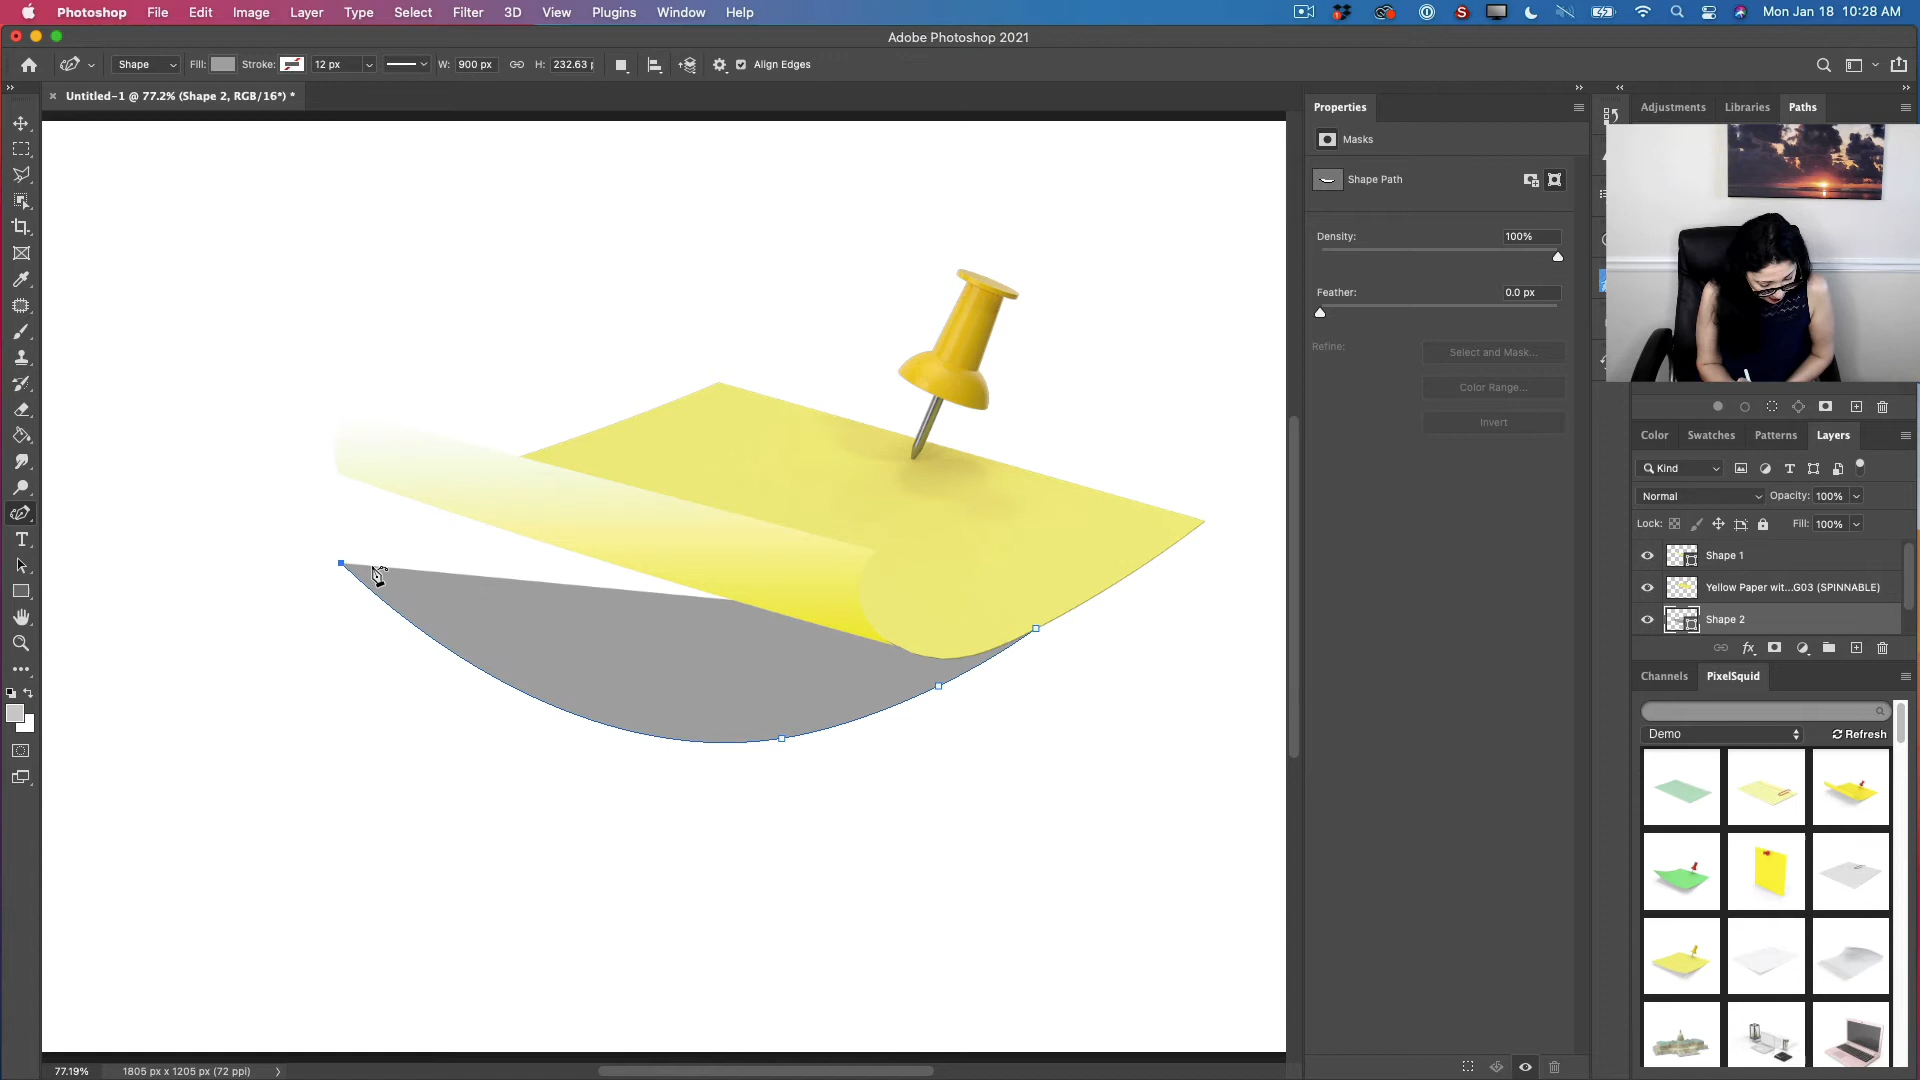 Photoshop File Edit Image Layer Type Select Filter 3D View Plugins Window Help Mon Jan 18 10:28 AM
Adobe Photoshop 2021
Shape Fill: Stroke: 12 px W: 900 px H: 232.63 Align Edges
Untitled-1 @ 77.2% (Shape 2, RGB/16*) *
Properties
Adjustments Libraries Paths
Masks
Shape Path
Density: 100%
Feather: 0.0 px
Refine: Select and Mask...
Color Range...
Invert
Color Swatches Patterns Layers
Kind
Normal Opacity: 100%
Lock: Fill: 100%
Shape 1
Yellow Paper wit...G03 (SPINNABLE)
Shape 2
Channels PixelSquid
Demo Refresh
77.19% 1805 px x 1205 px (72 ppi)